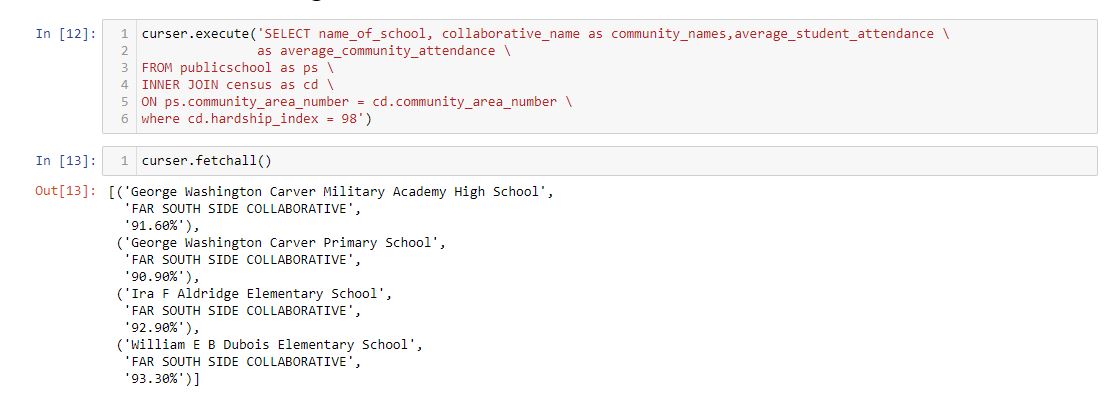 In [12]: 1 curser.execute('SELECT name_of_school, collaborative_name as community_names,average_student_attendance \
2 as average_community_attendance \
3 FROM publicschool as ps \
4 INNER JOIN census as cd \
5 ON ps.community_area_number = cd.community_area_number \
6 where cd.hardship_index = 98')
In [13]: 1 curser.fetchall()
Out[13]: [('George Washington Carver Military Academy High School',
'FAR SOUTH SIDE COLLABORATIVE',
'91.60%'),
('George Washington Carver Primary School',
'FAR SOUTH SIDE COLLABORATIVE',
'90.90%'),
('Ira F Aldridge Elementary School',
'FAR SOUTH SIDE COLLABORATIVE',
'92.90%'),
('William E B Dubois Elementary School',
'FAR SOUTH SIDE COLLABORATIVE',
'93.30%')]